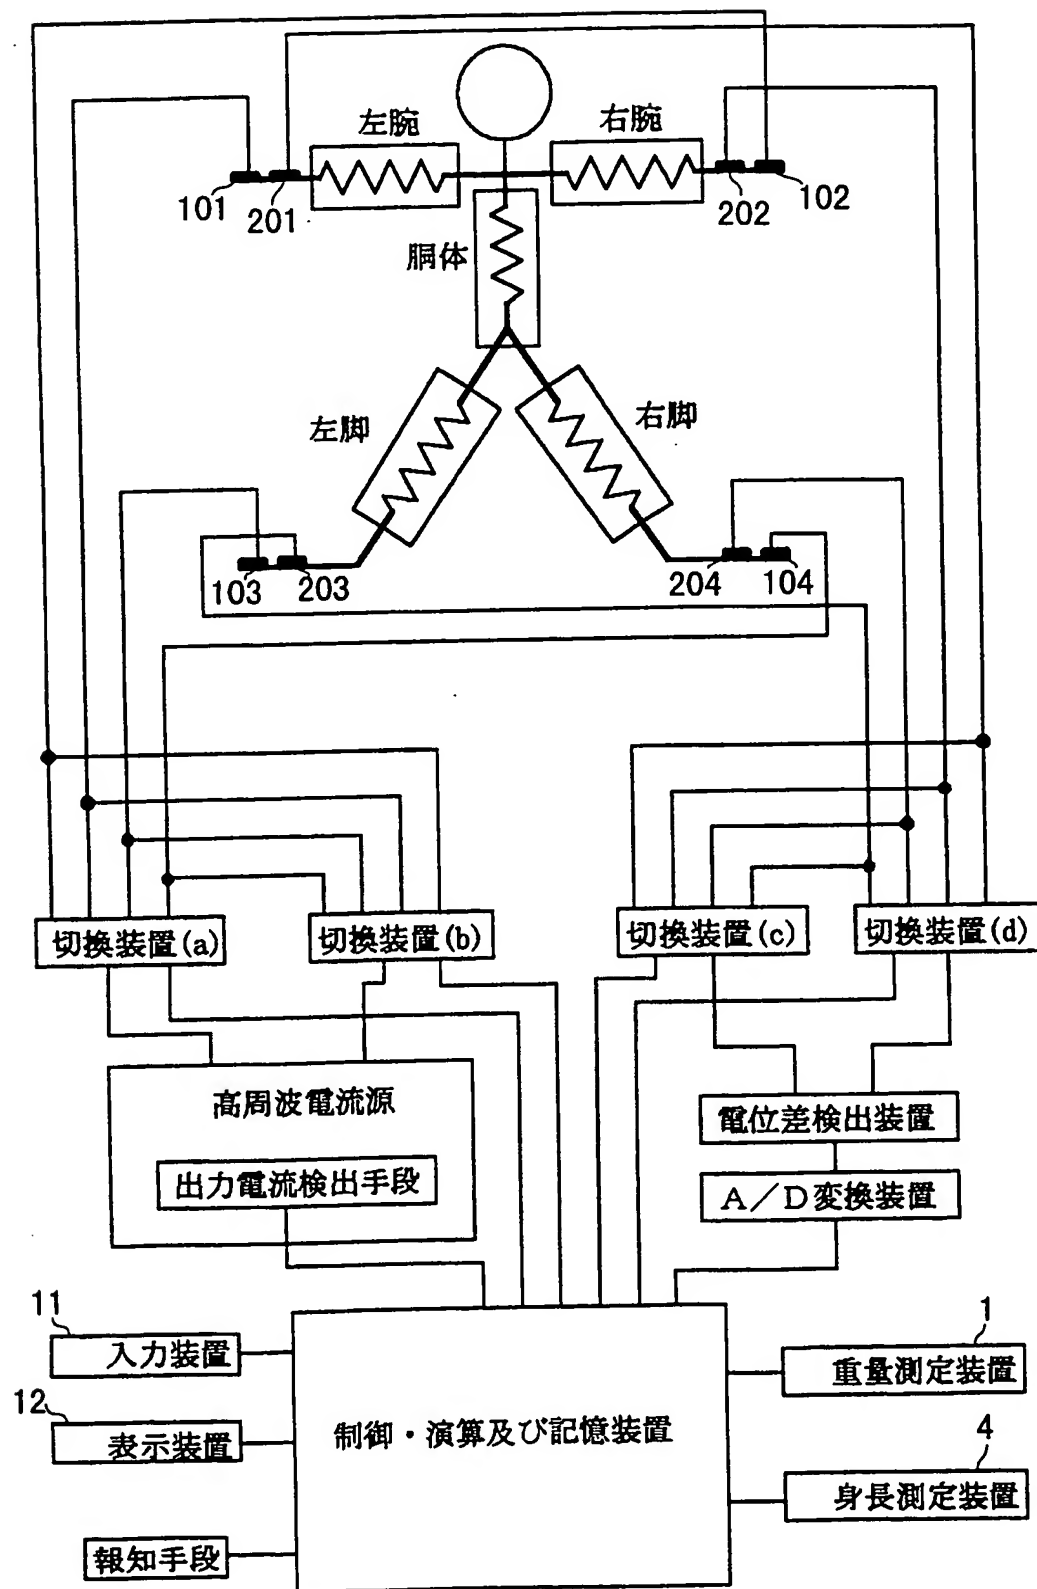 左腕
右腕
101
201
202
102
胴体
左脚
右脚
103
203
204
104
切換装置(a)
切換装置(b)
切換装置(c)
切換装置(d)
高周波電流源
出力電流検出手段
電位差検出装置
A/D変換装置
11
入力装置
12
表示装置
報知手段
制御・演算及び記憶装置
1
重量測定装置
4
身長測定装置